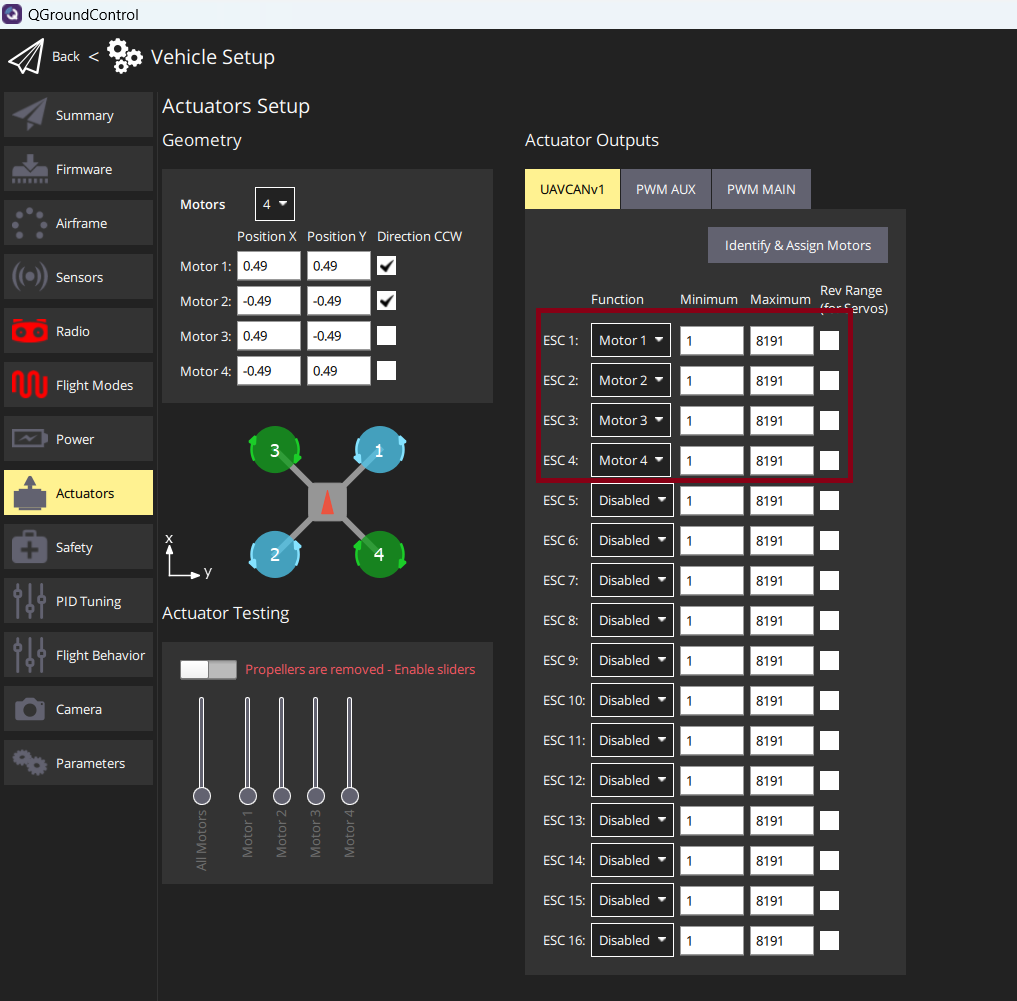 QGroundControl
Back < Vehicle Setup
Summary
Firmware
Airframe
Sensors
Radio
Flight Modes
Power
Actuators
Safety
PID Tuning
Flight Behavior
Camera
Parameters
Actuators Setup
Geometry
Motors 4
Position X Position Y Direction CCW
Motor 1: 0.49 0.49
Motor 2: -0.49 -0.49
Motor 3: 0.49 -0.49
Motor 4: -0.49 0.49
3 1
2 4
x
y
Actuator Testing
Propellers are removed - Enable sliders
All Motors
Motor 1
Motor 2
Motor 3
Motor 4
Actuator Outputs
UAVCANv1 PWM AUX PWM MAIN
Identify & Assign Motors
Function Minimum Maximum Rev Range
(for Servos)
ESC 1: Motor 1 1 8191
ESC 2: Motor 2 1 8191
ESC 3: Motor 3 1 8191
ESC 4: Motor 4 1 8191
ESC 5: Disabled 1 8191
ESC 6: Disabled 1 8191
ESC 7: Disabled 1 8191
ESC 8: Disabled 1 8191
ESC 9: Disabled 1 8191
ESC 10: Disabled 1 8191
ESC 11: Disabled 1 8191
ESC 12: Disabled 1 8191
ESC 13: Disabled 1 8191
ESC 14: Disabled 1 8191
ESC 15: Disabled 1 8191
ESC 16: Disabled 1 8191